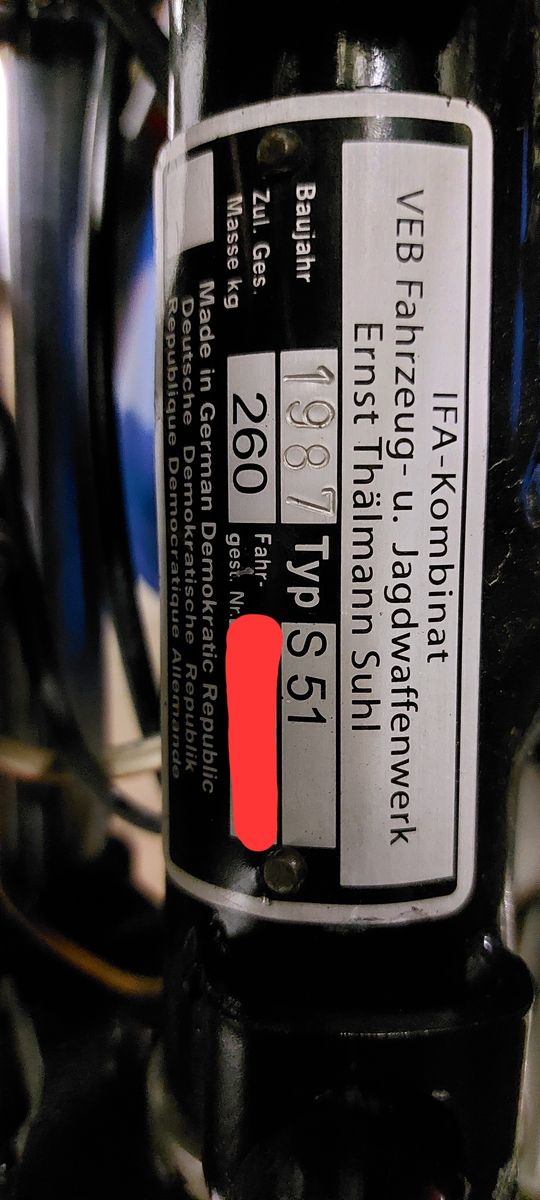 IFA-Kombinat
VEB Fahrzeug- u. Jagdwaffenwerk
Ernst Thälmann Suhl
Baujahr 1987 Typ S 51
Zul. Ges. Masse kg 260 Fahr-gest. Nr.
Made in German Demokratic Republic
Deutsche Demokratische Republik
Republique Democratique Allemande